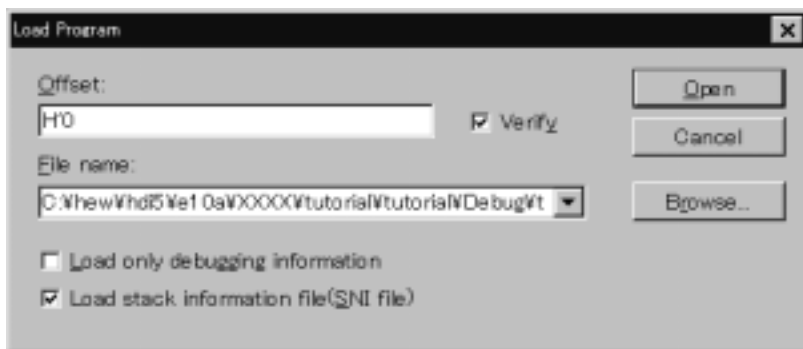 Load Program
Offset:
H'0
Verify
Open
Cancel
File name:
C:¥hew¥hdi5¥e10a¥XXXX¥tutorial¥tutorial¥Debug¥t
Browse...
Load only debugging information
Load stack information file(SNI file)